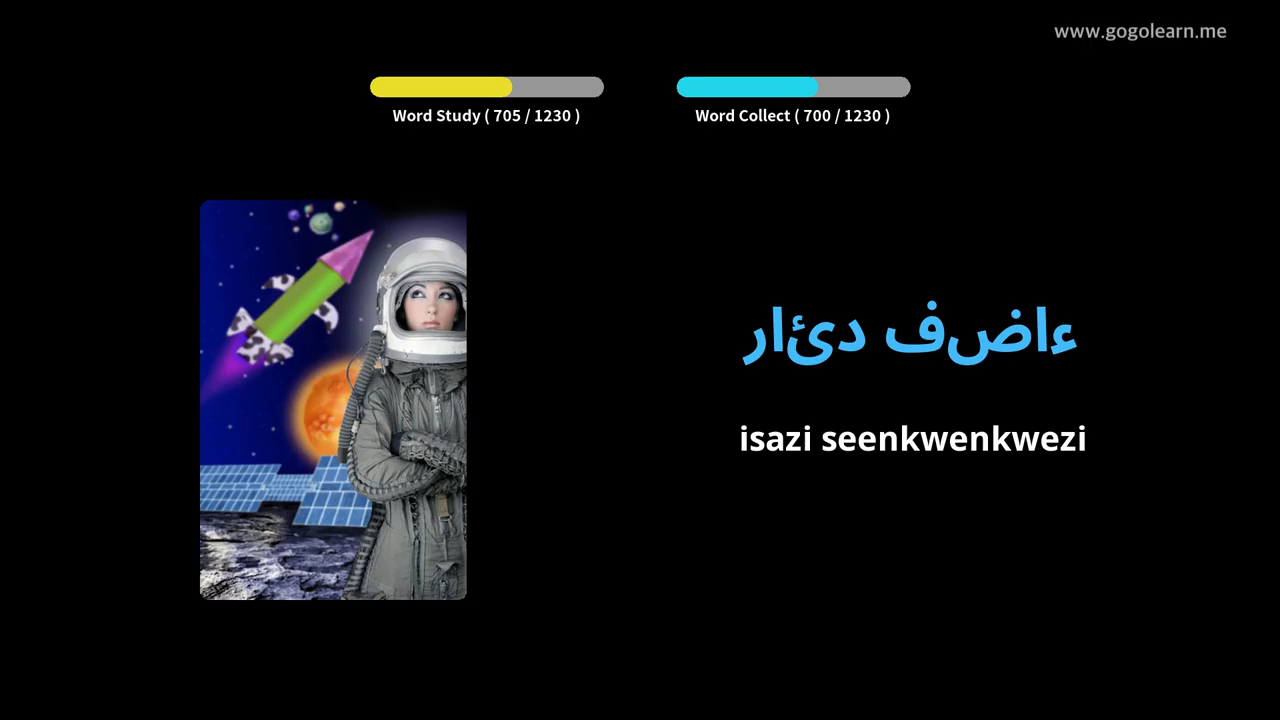 www.gogolearn.me
Word Study ( 705 / 1230 )
Word Collect ( 700 / 1230 )
ءاضف دئار
isazi seenkwenkwezi